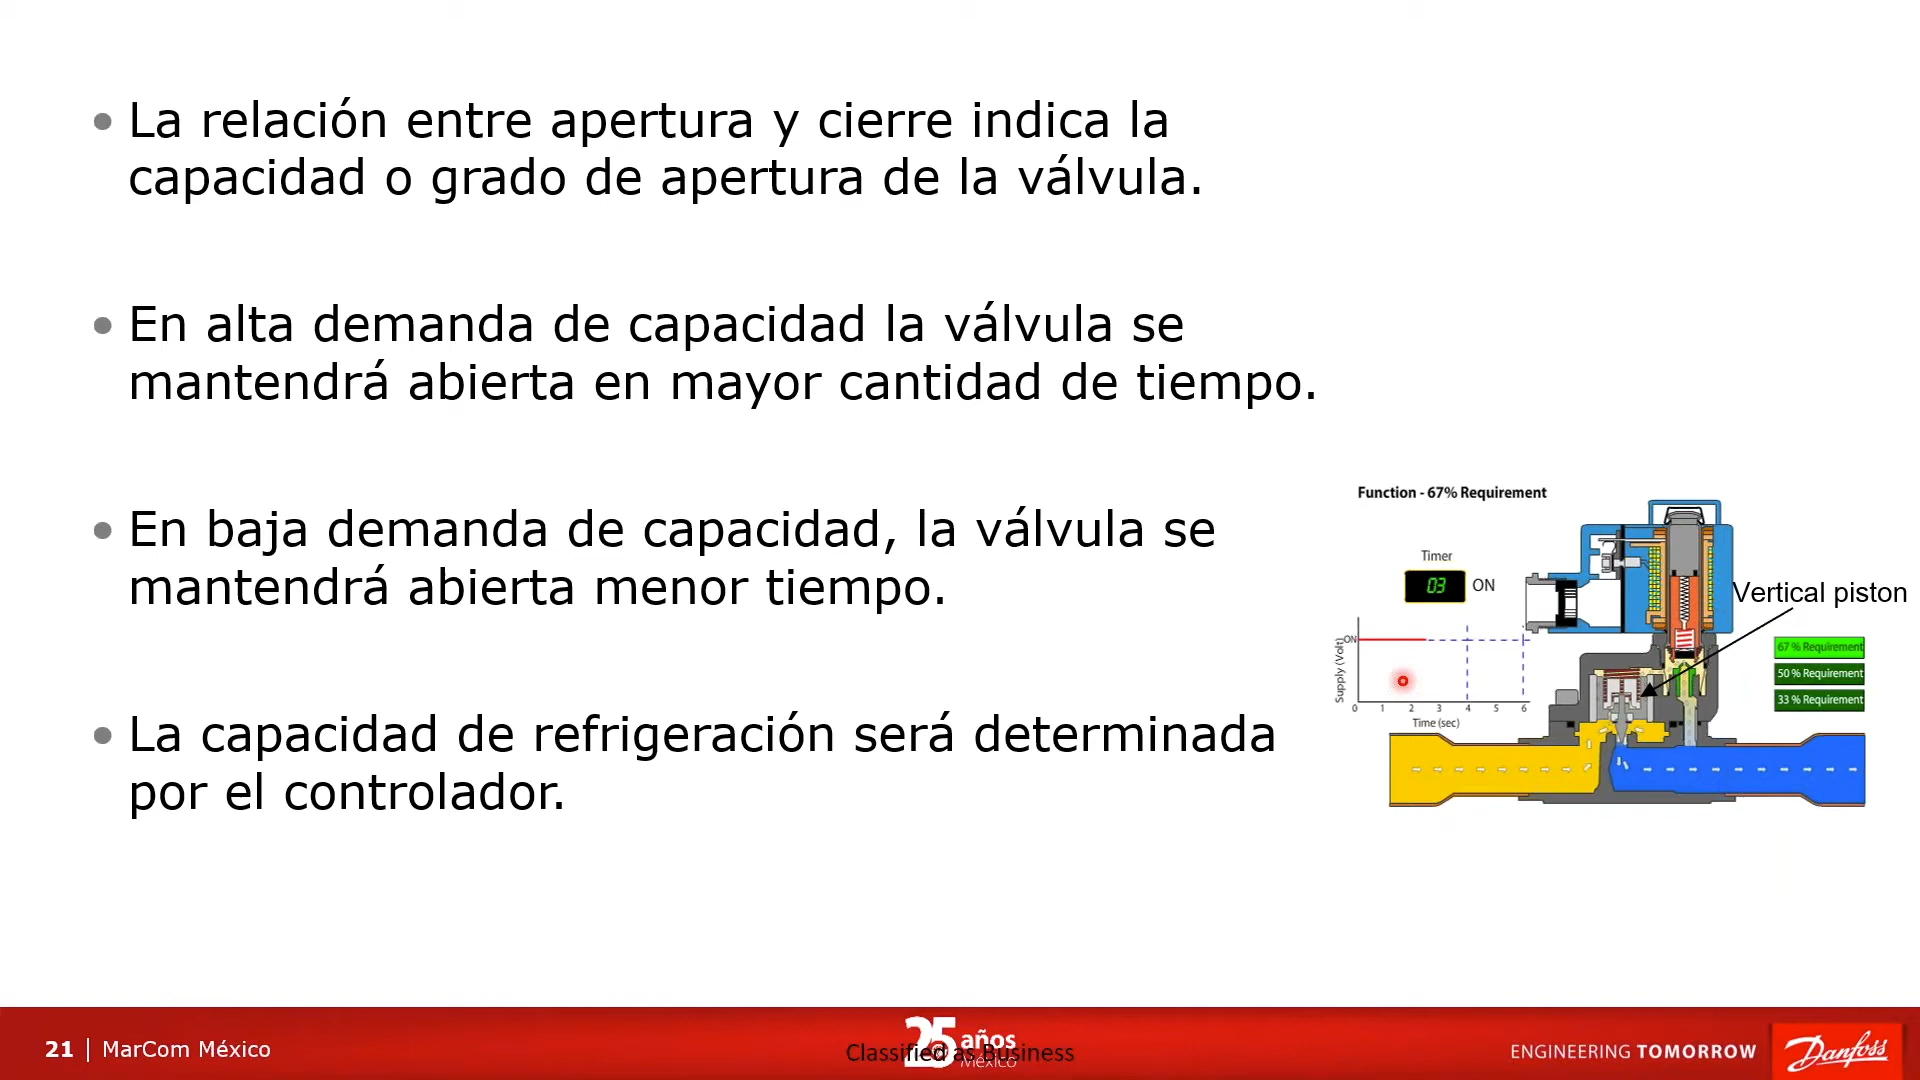 • La relación entre apertura y cierre indica la
capacidad o grado de apertura de la válvula.
• En alta demanda de capacidad la válvula se
mantendrá abierta en mayor cantidad de tiempo.
• En baja demanda de capacidad, la válvula se
mantendrá abierta menor tiempo.
• La capacidad de refrigeración será determinada
por el controlador.
Function - 67% Requirement
Timer
03 ON
Vertical piston
ON
Supply (Volt)
0 1 2 3 4 5 6
Time (sec)
67 % Requirement
50 % Requirement
33 % Requirement
21 | MarCom México
25 años
México
Classified as Business
ENGINEERING TOMORROW
Danfoss